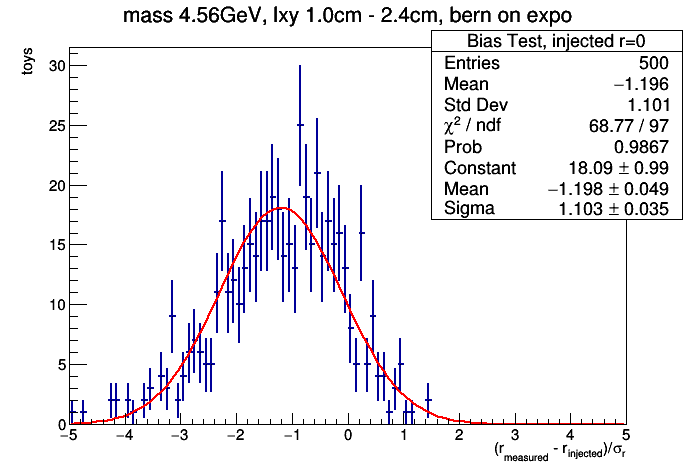 mass 4.56GeV, lxy 1.0cm - 2.4cm, bern on expo
Bias Test, injected r=0
Entries 500
Mean −1.196
Std Dev 1.101
χ² / ndf 68.77 / 97
Prob 0.9867
Constant 18.09 ± 0.99
Mean −1.198 ± 0.049
Sigma 1.103 ± 0.035
toys
30
25
20
15
10
5
0
−5 −4 −3 −2 −1 0 1 2 3 4 5
(r_measured - r_injected)/σ_r